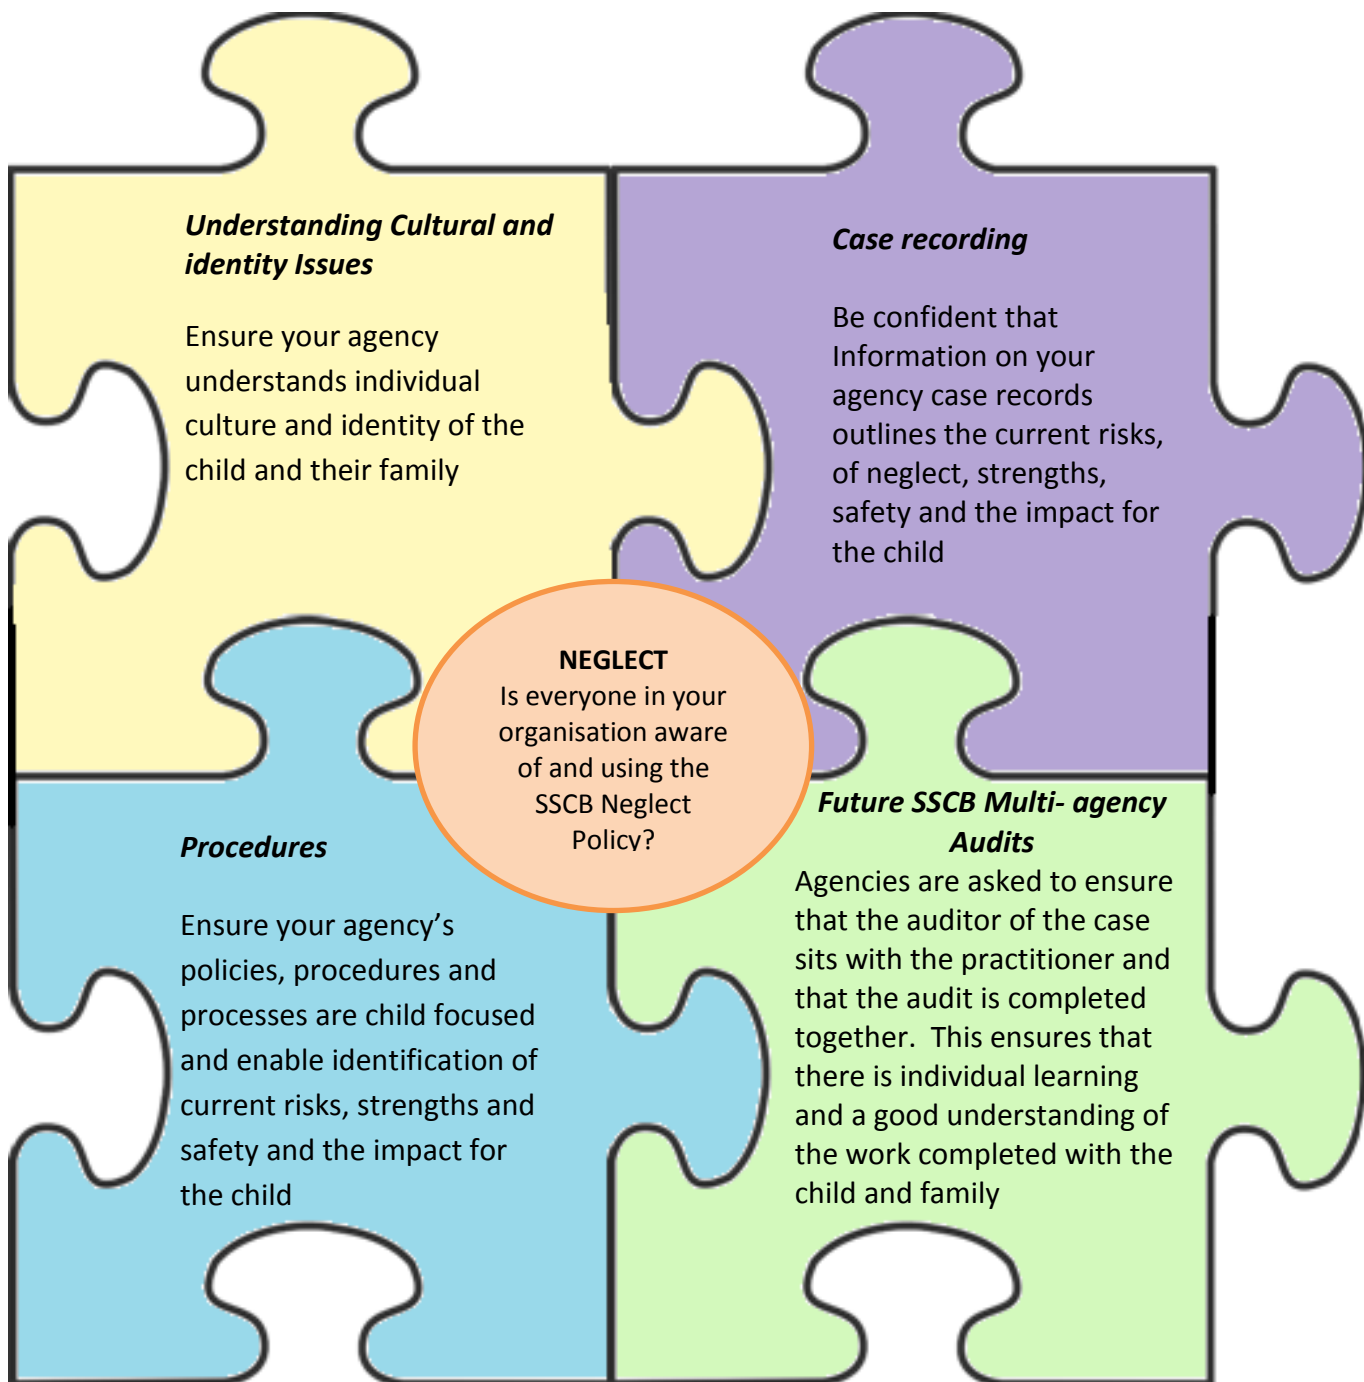 Understanding Cultural and
identity Issues
Ensure your agency
understands individual
culture and identity of the
child and their family
Case recording
Be confident that
Information on your
agency case records
outlines the current risks,
of neglect, strengths,
safety and the impact for
the child
NEGLECT
Is everyone in your
organisation aware
of and using the
SSCB Neglect
Policy?
Procedures
Ensure your agency’s
policies, procedures and
processes are child focused
and enable identification of
current risks, strengths and
safety and the impact for
the child
Future SSCB Multi- agency
Audits
Agencies are asked to ensure
that the auditor of the case
sits with the practitioner and
that the audit is completed
together.  This ensures that
there is individual learning
and a good understanding of
the work completed with the
child and family